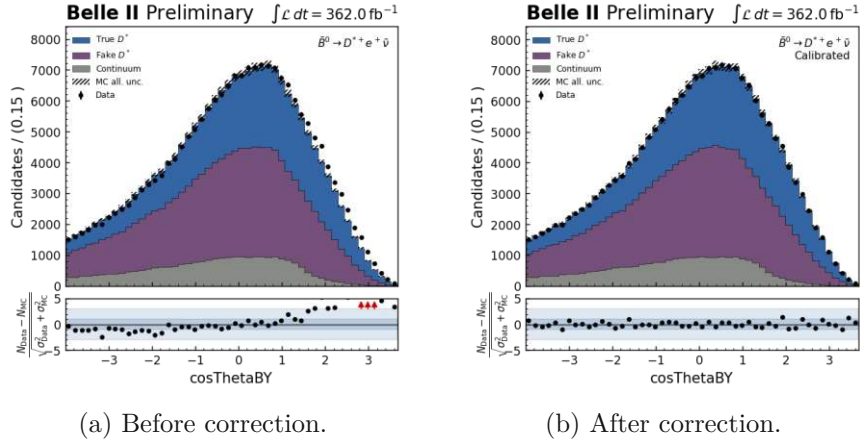 Belle II Preliminary ∫ℒ dt = 362.0 fb⁻¹
8000
7000
6000
5000
4000
3000
2000
1000
0
Candidates / (0.15 )
True D*
Fake D*
Continuum
MC all. unc.
Data
B̄⁰ → D*⁺ e⁺ ν̄
5
0
−5
(N_Data − N_MC) / √(σ²_Data + σ²_MC)
−3 −2 −1 0 1 2 3
cosThetaBY
(a) Before correction.
Belle II Preliminary ∫ℒ dt = 362.0 fb⁻¹
8000
7000
6000
5000
4000
3000
2000
1000
0
Candidates / (0.15 )
True D*
Fake D*
Continuum
MC all. unc.
Data
B̄⁰ → D*⁺ e⁺ ν̄
Calibrated
5
0
−5
(N_Data − N_MC) / √(σ²_Data + σ²_MC)
−3 −2 −1 0 1 2 3
cosThetaBY
(b) After correction.